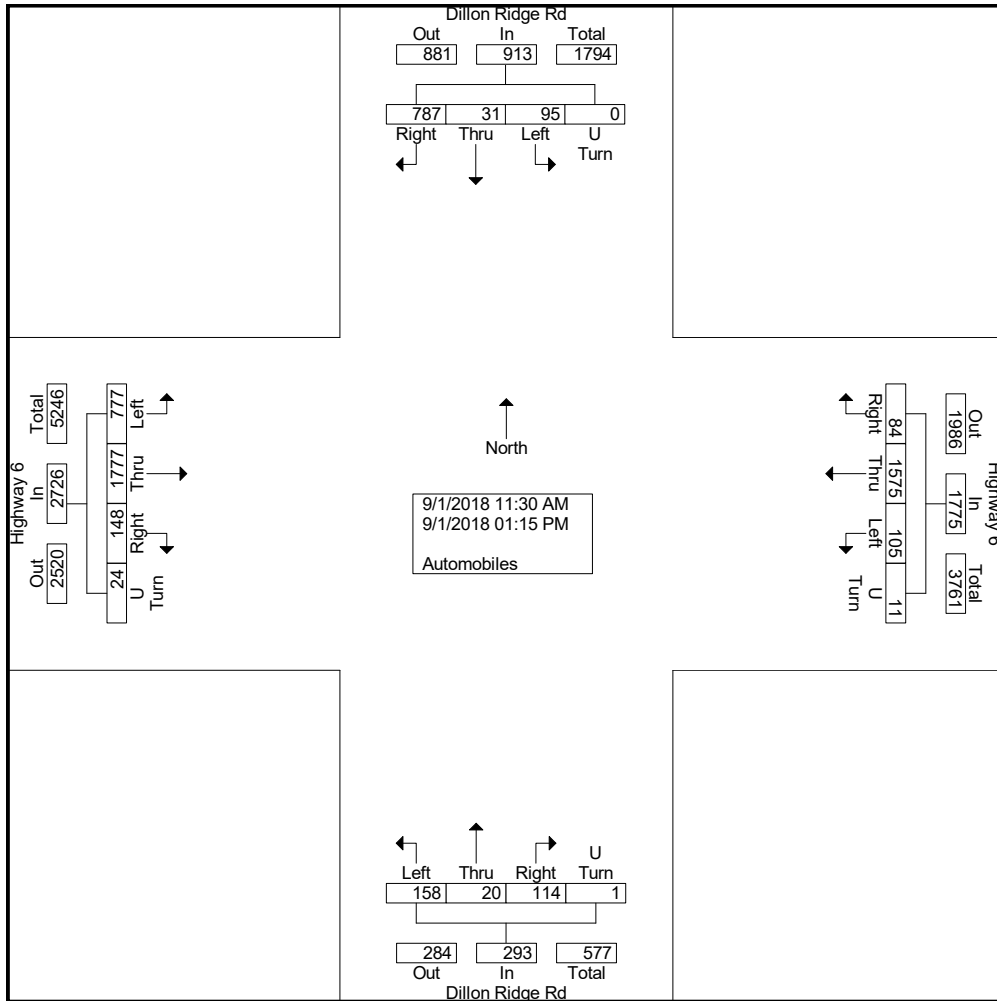 Dillon Ridge Rd
Out In Total
881 913 1794
787 31 95 0
Right Thru Left U
Turn
Highway 6
Total In Out
5246 2726 2520
777 1777 148 24
Left Thru Right U
Turn
North
9/1/2018 11:30 AM
9/1/2018 01:15 PM
Automobiles
Highway 6
Out In Total
1986 1775 3761
84 1575 105 11
Right Thru Left U
Turn
U
Left Thru Right Turn
158 20 114 1
284 293 577
Out In Total
Dillon Ridge Rd